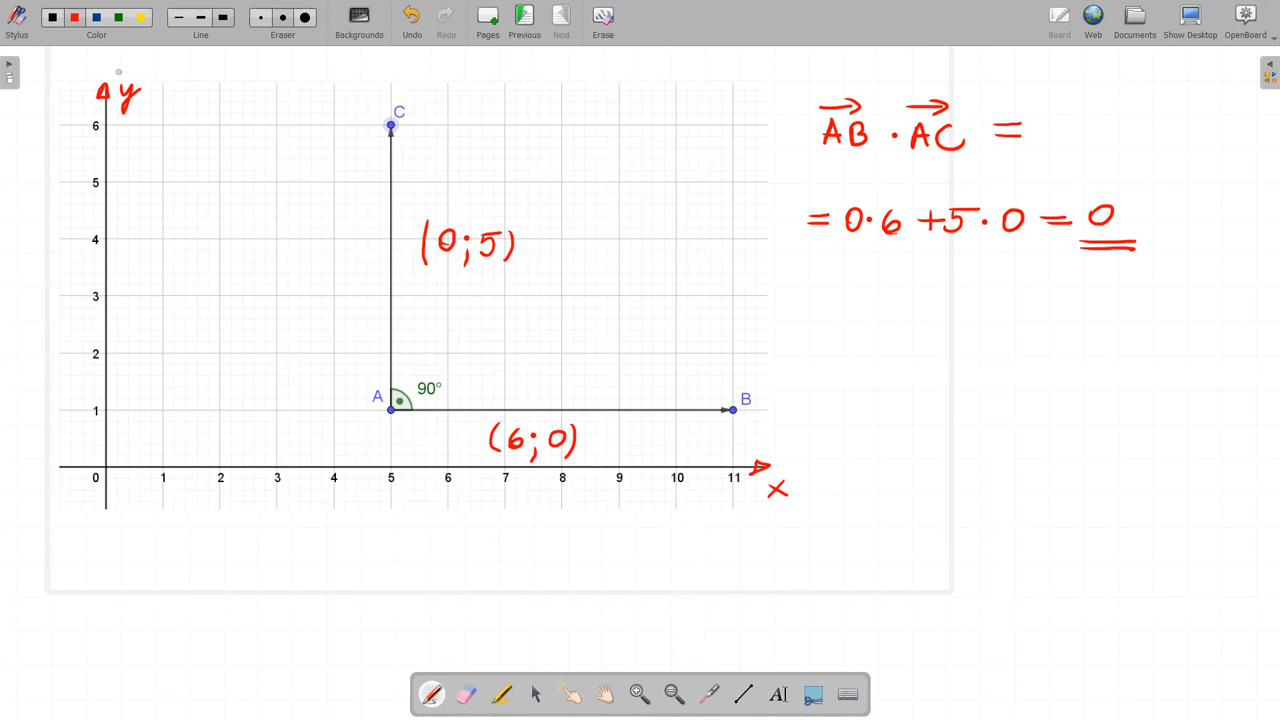 Stylus Color Line Eraser Backgrounds Undo Redo Pages Previous Next Erase Board Web Documents Show Desktop OpenBoard
y
C
6
5
4
3
2
1
0 1 2 3 4 5 6 7 8 9 10 11
x
(0;5)
A 90° B
(6;0)
AB · AC =
= 0·6 + 5·0 = 0
AI